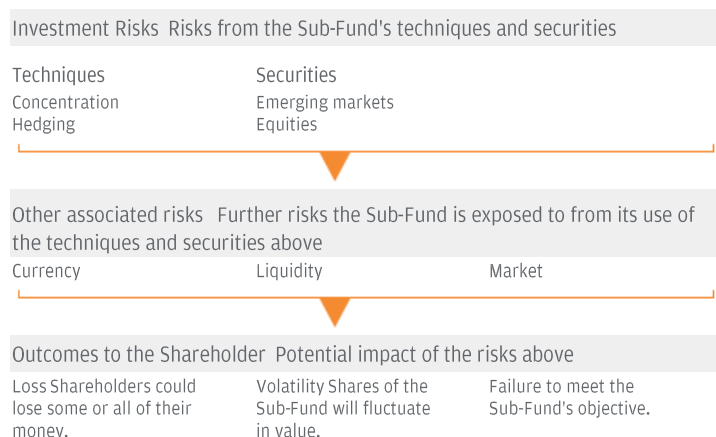 Investment Risks Risks from the Sub-Fund's techniques and securities
Techniques
Concentration
Hedging
Securities
Emerging markets
Equities
Other associated risks Further risks the Sub-Fund is exposed to from its use of
the techniques and securities above
Currency
Liquidity
Market
Outcomes to the Shareholder Potential impact of the risks above
Loss Shareholders could
lose some or all of their
money.
Volatility Shares of the
Sub-Fund will fluctuate
in value.
Failure to meet the
Sub-Fund's objective.